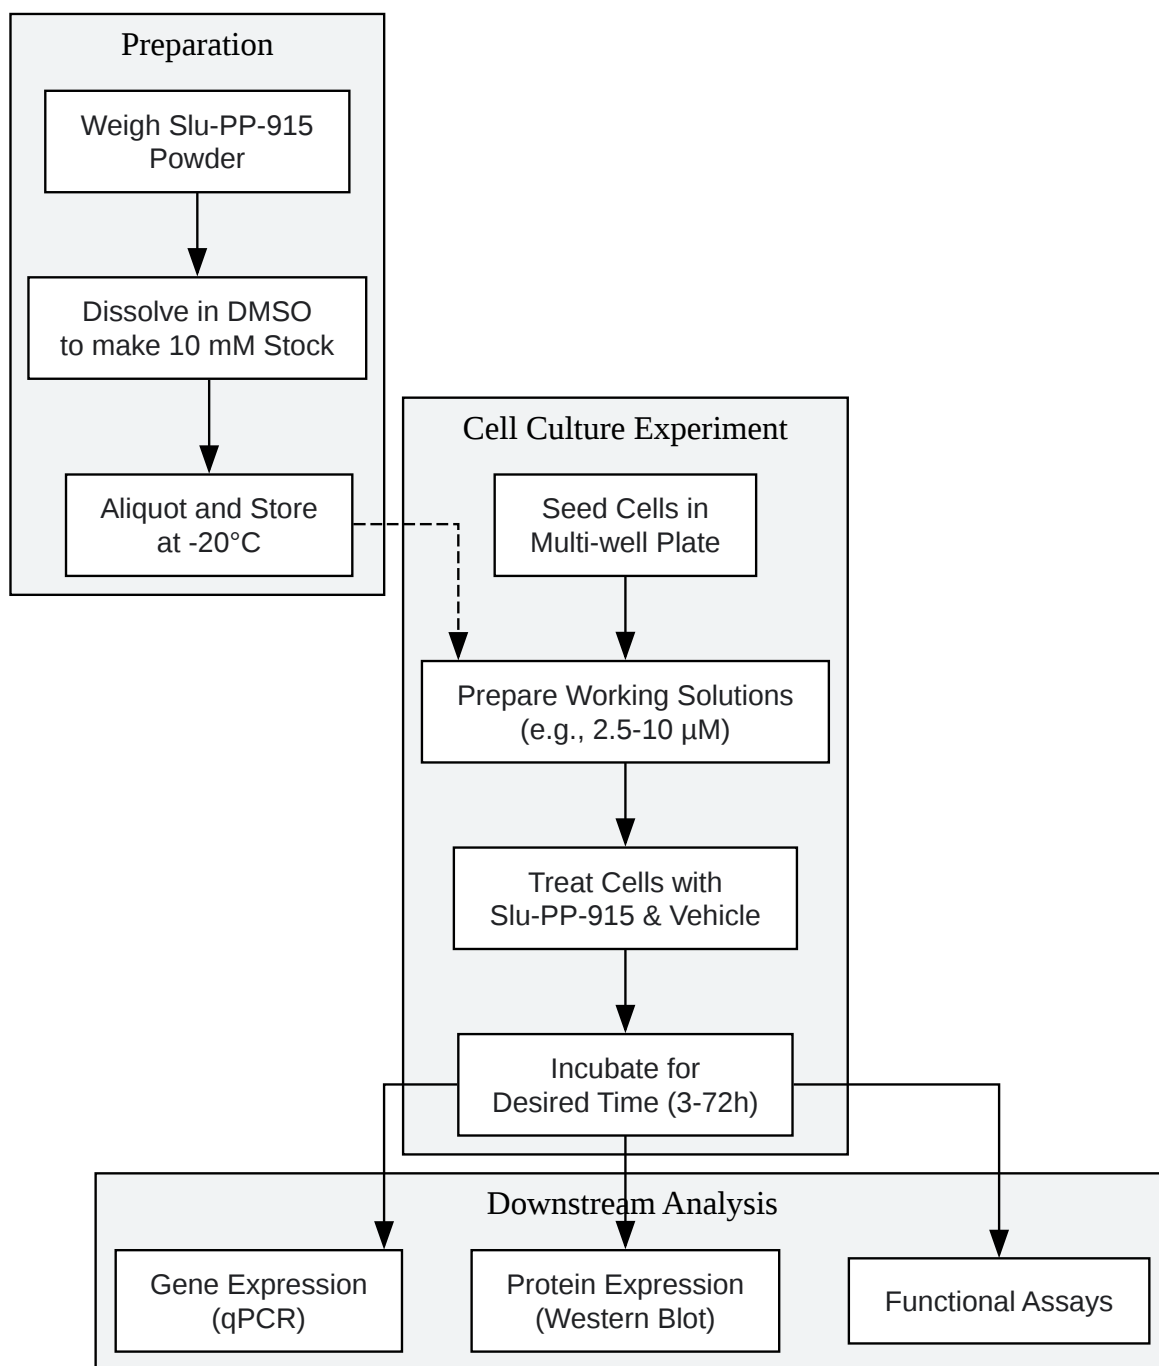 Preparation
Weigh Slu-PP-915
Powder
Dissolve in DMSO
to make 10 mM Stock
Aliquot and Store
at -20°C
Cell Culture Experiment
Seed Cells in
Multi-well Plate
Prepare Working Solutions
(e.g., 2.5-10 µM)
Treat Cells with
Slu-PP-915 & Vehicle
Incubate for
Desired Time (3-72h)
Downstream Analysis
Gene Expression
(qPCR)
Protein Expression
(Western Blot)
Functional Assays